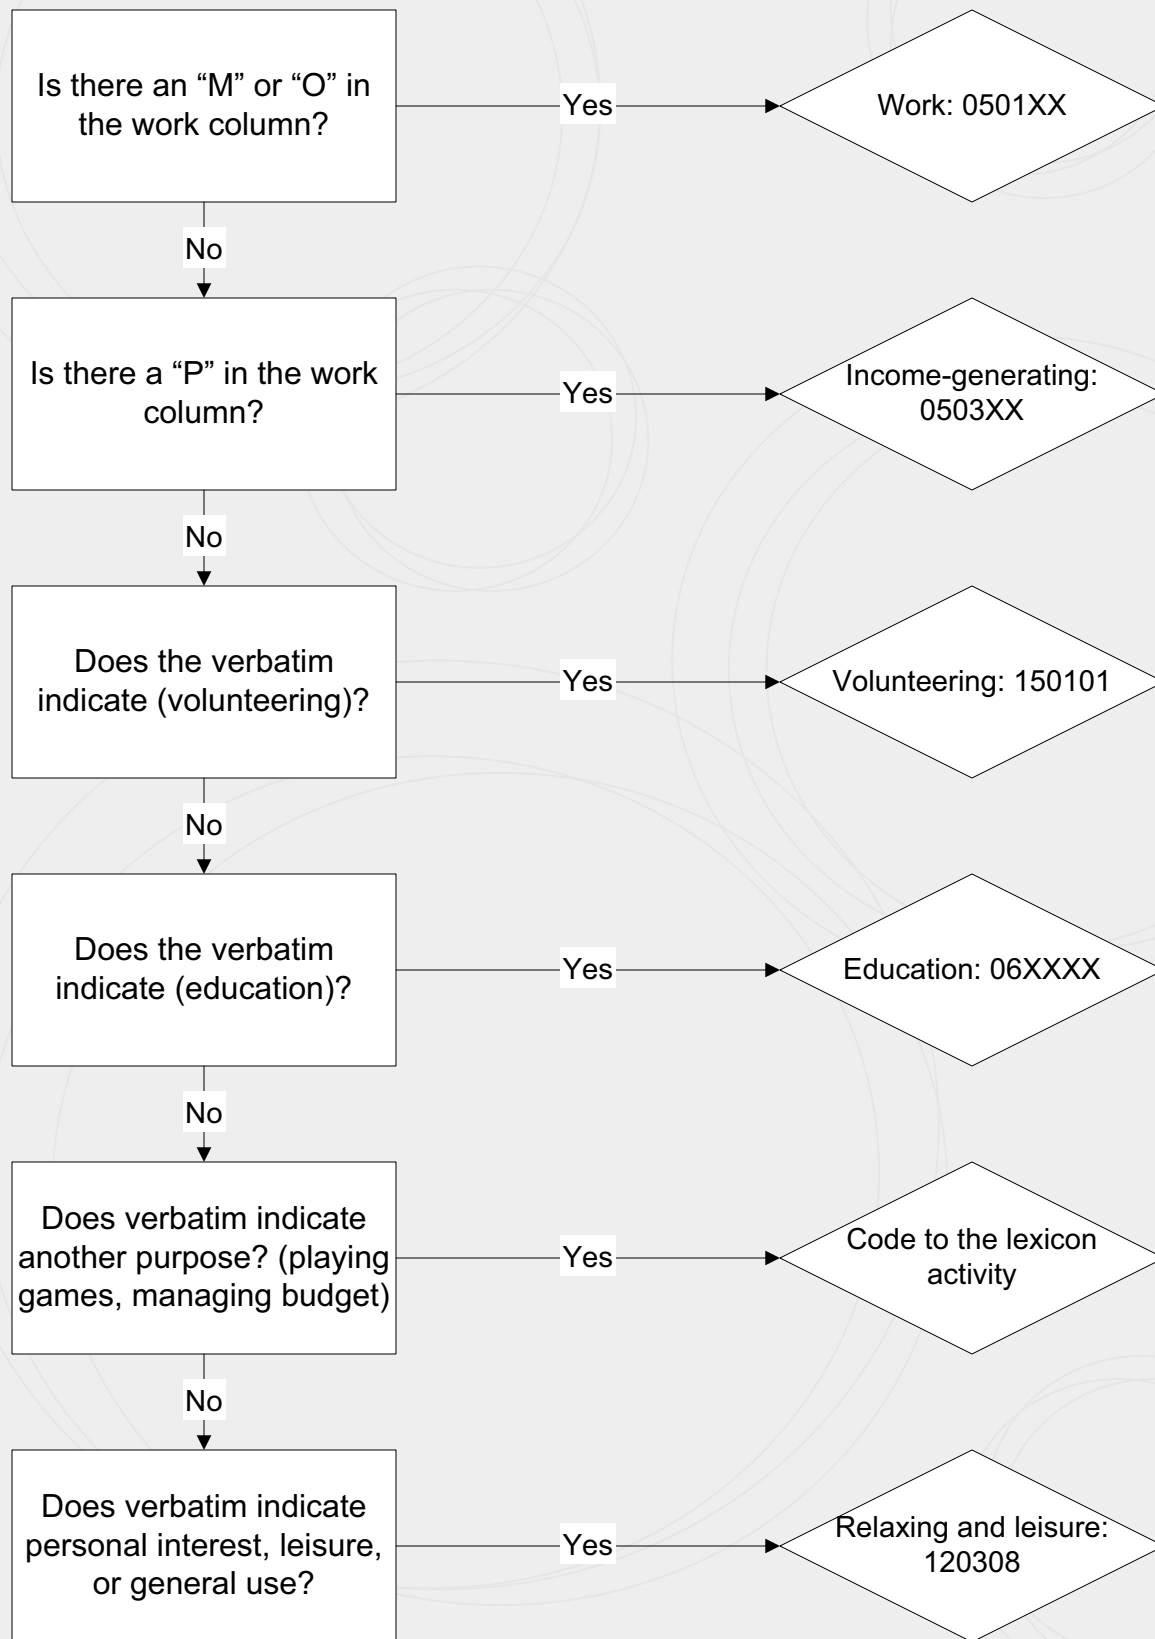 Is there an “M” or “O” in
the work column?
Yes
Work: 0501XX
No
Is there a “P” in the work
column?
Yes
Income-generating:
0503XX
No
Does the verbatim
indicate (volunteering)?
Yes
Volunteering: 150101
No
Does the verbatim
indicate (education)?
Yes
Education: 06XXXX
No
Does verbatim indicate
another purpose? (playing
games, managing budget)
Yes
Code to the lexicon
activity
No
Does verbatim indicate
personal interest, leisure,
or general use?
Yes
Relaxing and leisure:
120308